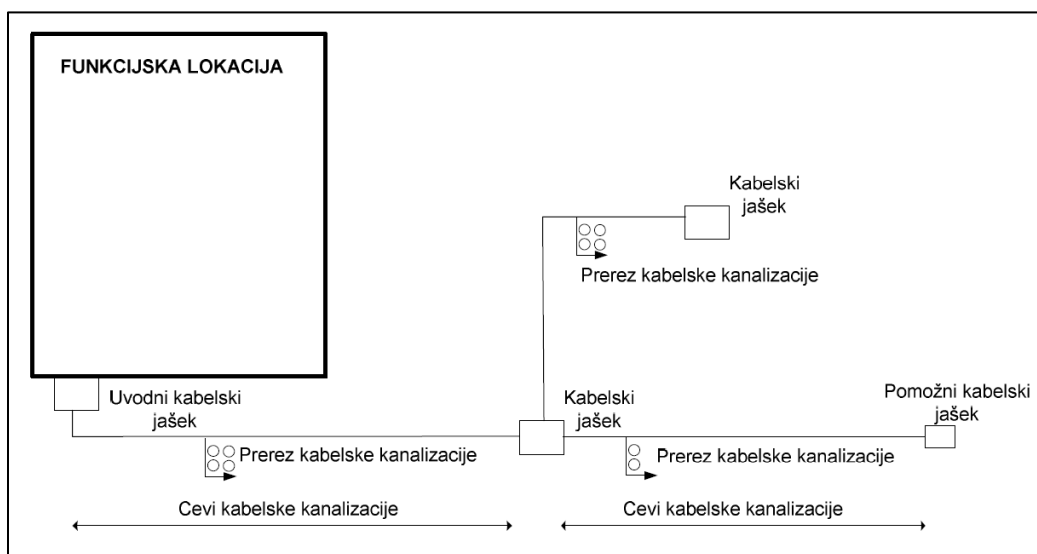 FUNKCIJSKA LOKACIJA
Kabelski
jašek
Prerez kabelske kanalizacije
Uvodni kabelski
jašek
Kabelski
jašek
Pomožni kabelski
jašek
Prerez kabelske kanalizacije
Prerez kabelske kanalizacije
Cevi kabelske kanalizacije
Cevi kabelske kanalizacije